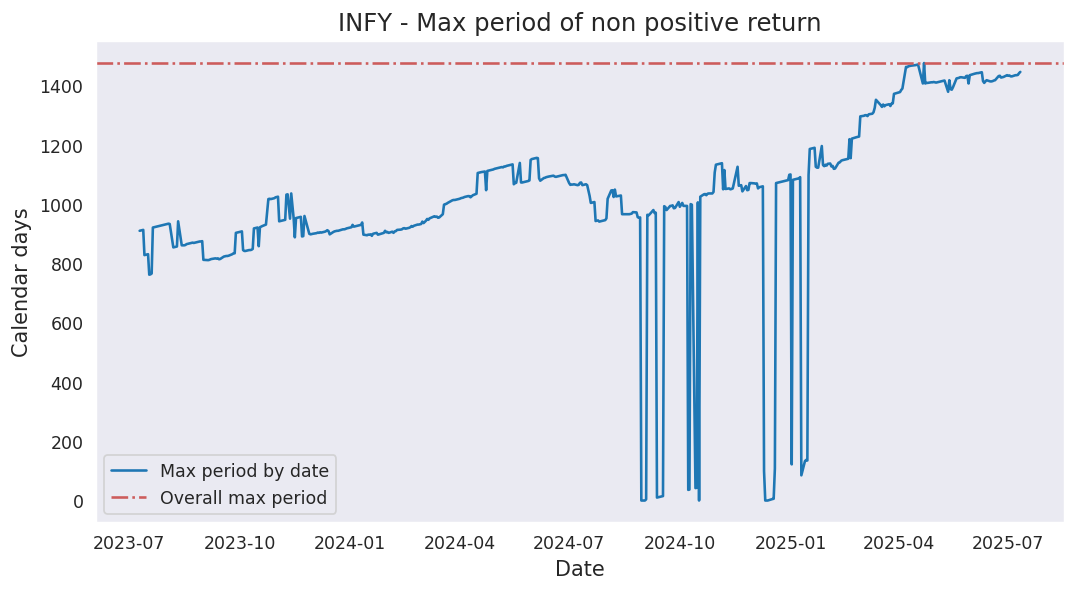 INFY - Max period of non positive return
Calendar days
1400
1200
1000
800
600
400
200
0
Max period by date
Overall max period
2023-07 2023-10 2024-01 2024-04 2024-07 2024-10 2025-01 2025-04 2025-07
Date